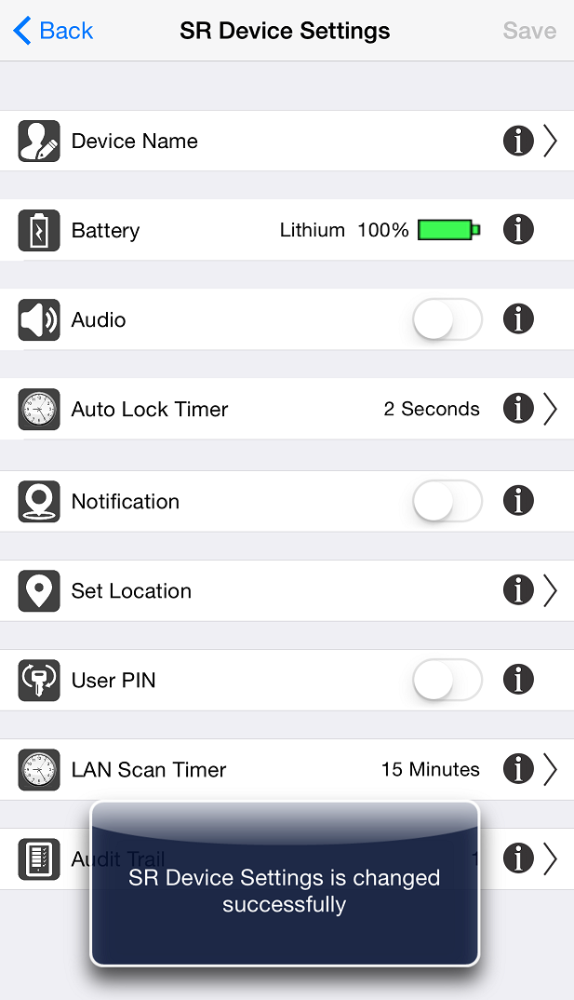 Back SR Device Settings Save
Device Name
Battery Lithium 100%
Audio
Auto Lock Timer 2 Seconds
Notification
Set Location
User PIN
LAN Scan Timer 15 Minutes
Audit Trail 1
SR Device Settings is changed
successfully